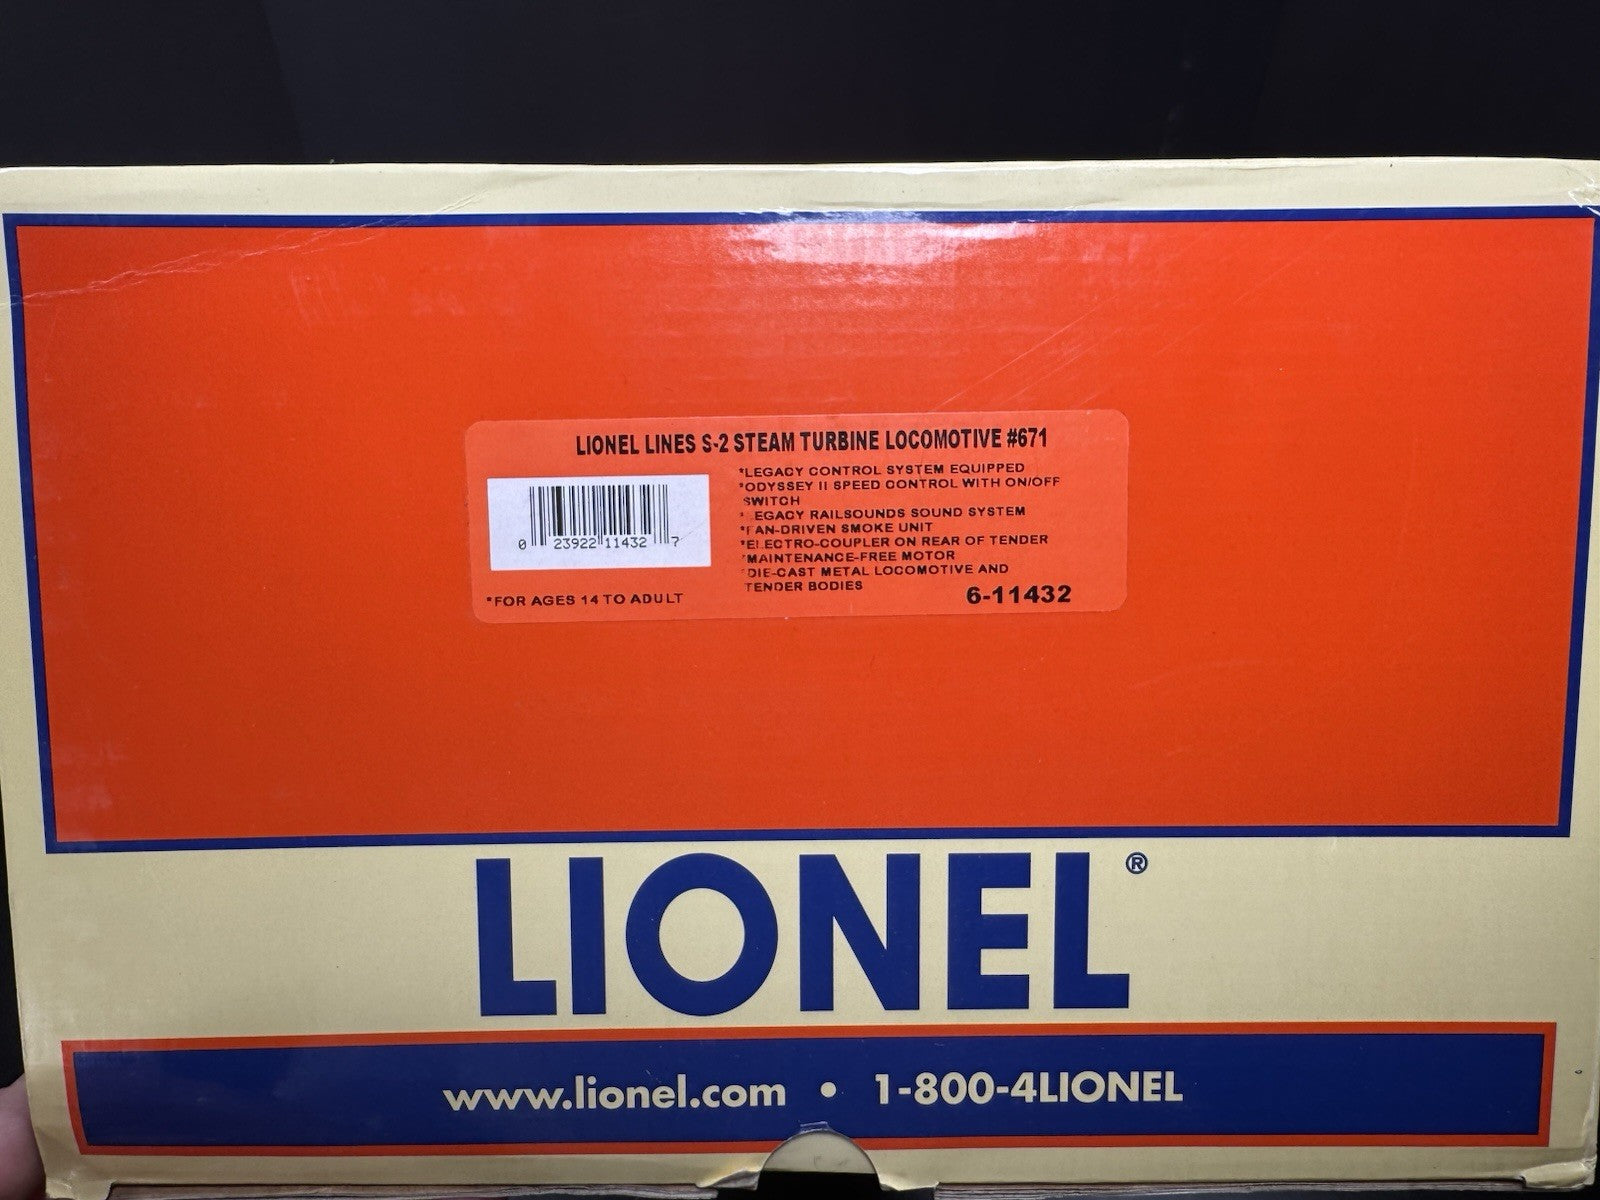 LIONEL LINES S-2 STEAM TURBINE LOCOMOTIVE #671
*LEGACY CONTROL SYSTEM EQUIPPED
*ODYSSEY II SPEED CONTROL WITH ON/OFF
SWITCH
*LEGACY RAILSOUNDS SOUND SYSTEM
*FAN-DRIVEN SMOKE UNIT
*ELECTRO-COUPLER ON REAR OF TENDER
*MAINTENANCE-FREE MOTOR
*DIE-CAST METAL LOCOMOTIVE AND
TENDER BODIES
0 23922 11432 7
*FOR AGES 14 TO ADULT
6-11432
LIONEL®
www.lionel.com • 1-800-4LIONEL